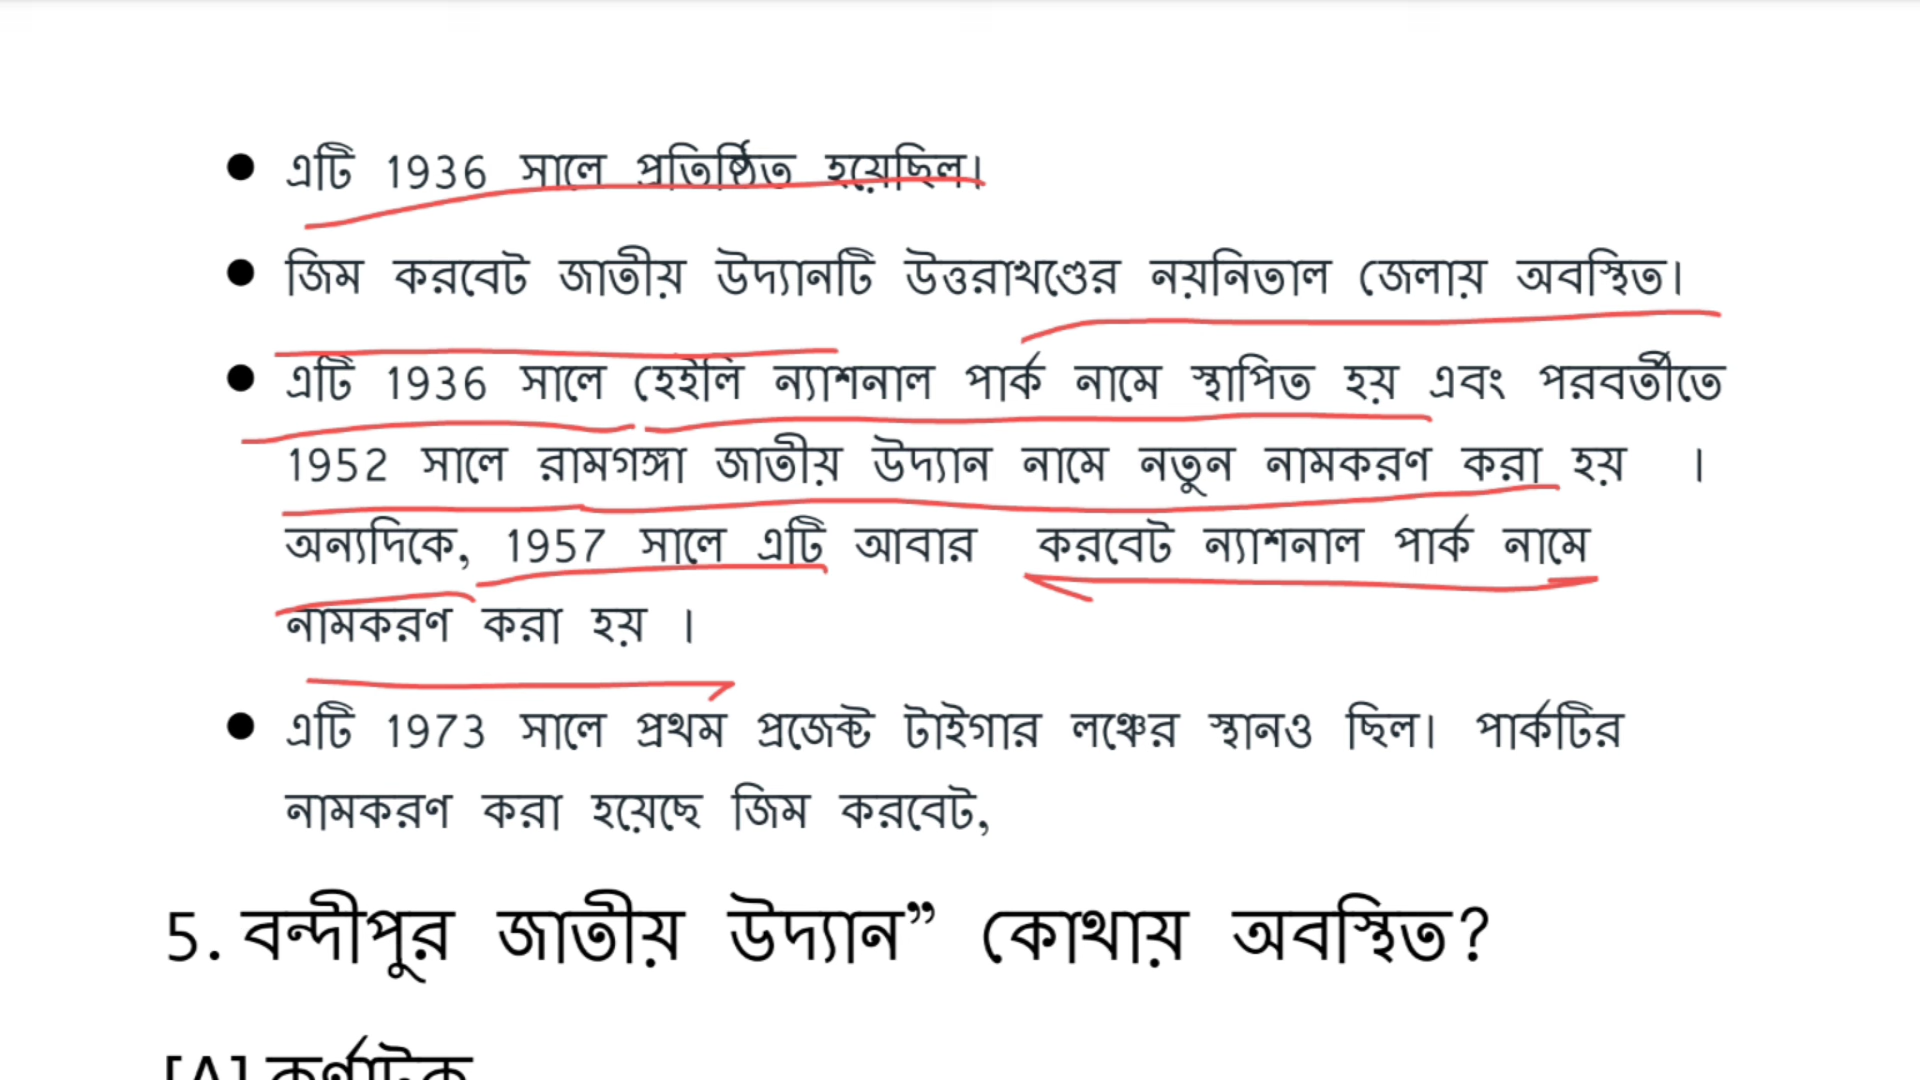 ● এটি 1936 সালে প্রতিষ্ঠিত হয়েছিল।
● জিম করবেট জাতীয় উদ্যানটি উত্তরাখণ্ডের নয়নিতাল জেলায় অবস্থিত।
● এটি 1936 সালে হেইলি ন্যাশনাল পার্ক নামে স্থাপিত হয় এবং পরবর্তীতে
1952 সালে রামগঙ্গা জাতীয় উদ্যান নামে নতুন নামকরণ করা হয় ।
অন্যদিকে, 1957 সালে এটি আবার করবেট ন্যাশনাল পার্ক নামে
নামকরণ করা হয় ।
● এটি 1973 সালে প্রথম প্রজেক্ট টাইগার লঞ্চের স্থানও ছিল। পার্কটির
নামকরণ করা হয়েছে জিম করবেট,
5. বন্দীপুর জাতীয় উদ্যান” কোথায় অবস্থিত?
[A] কর্ণাটক